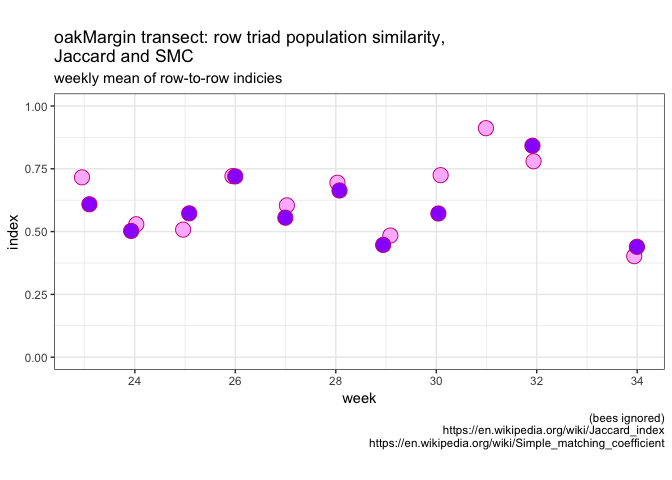 oakMargin transect: row triad population similarity,
Jaccard and SMC
weekly mean of row-to-row indicies
1.00
0.75
0.50
0.25
0.00
index
24 26 28 30 32 34
week
(bees ignored)
https://en.wikipedia.org/wiki/Jaccard_index
https://en.wikipedia.org/wiki/Simple_matching_coefficient